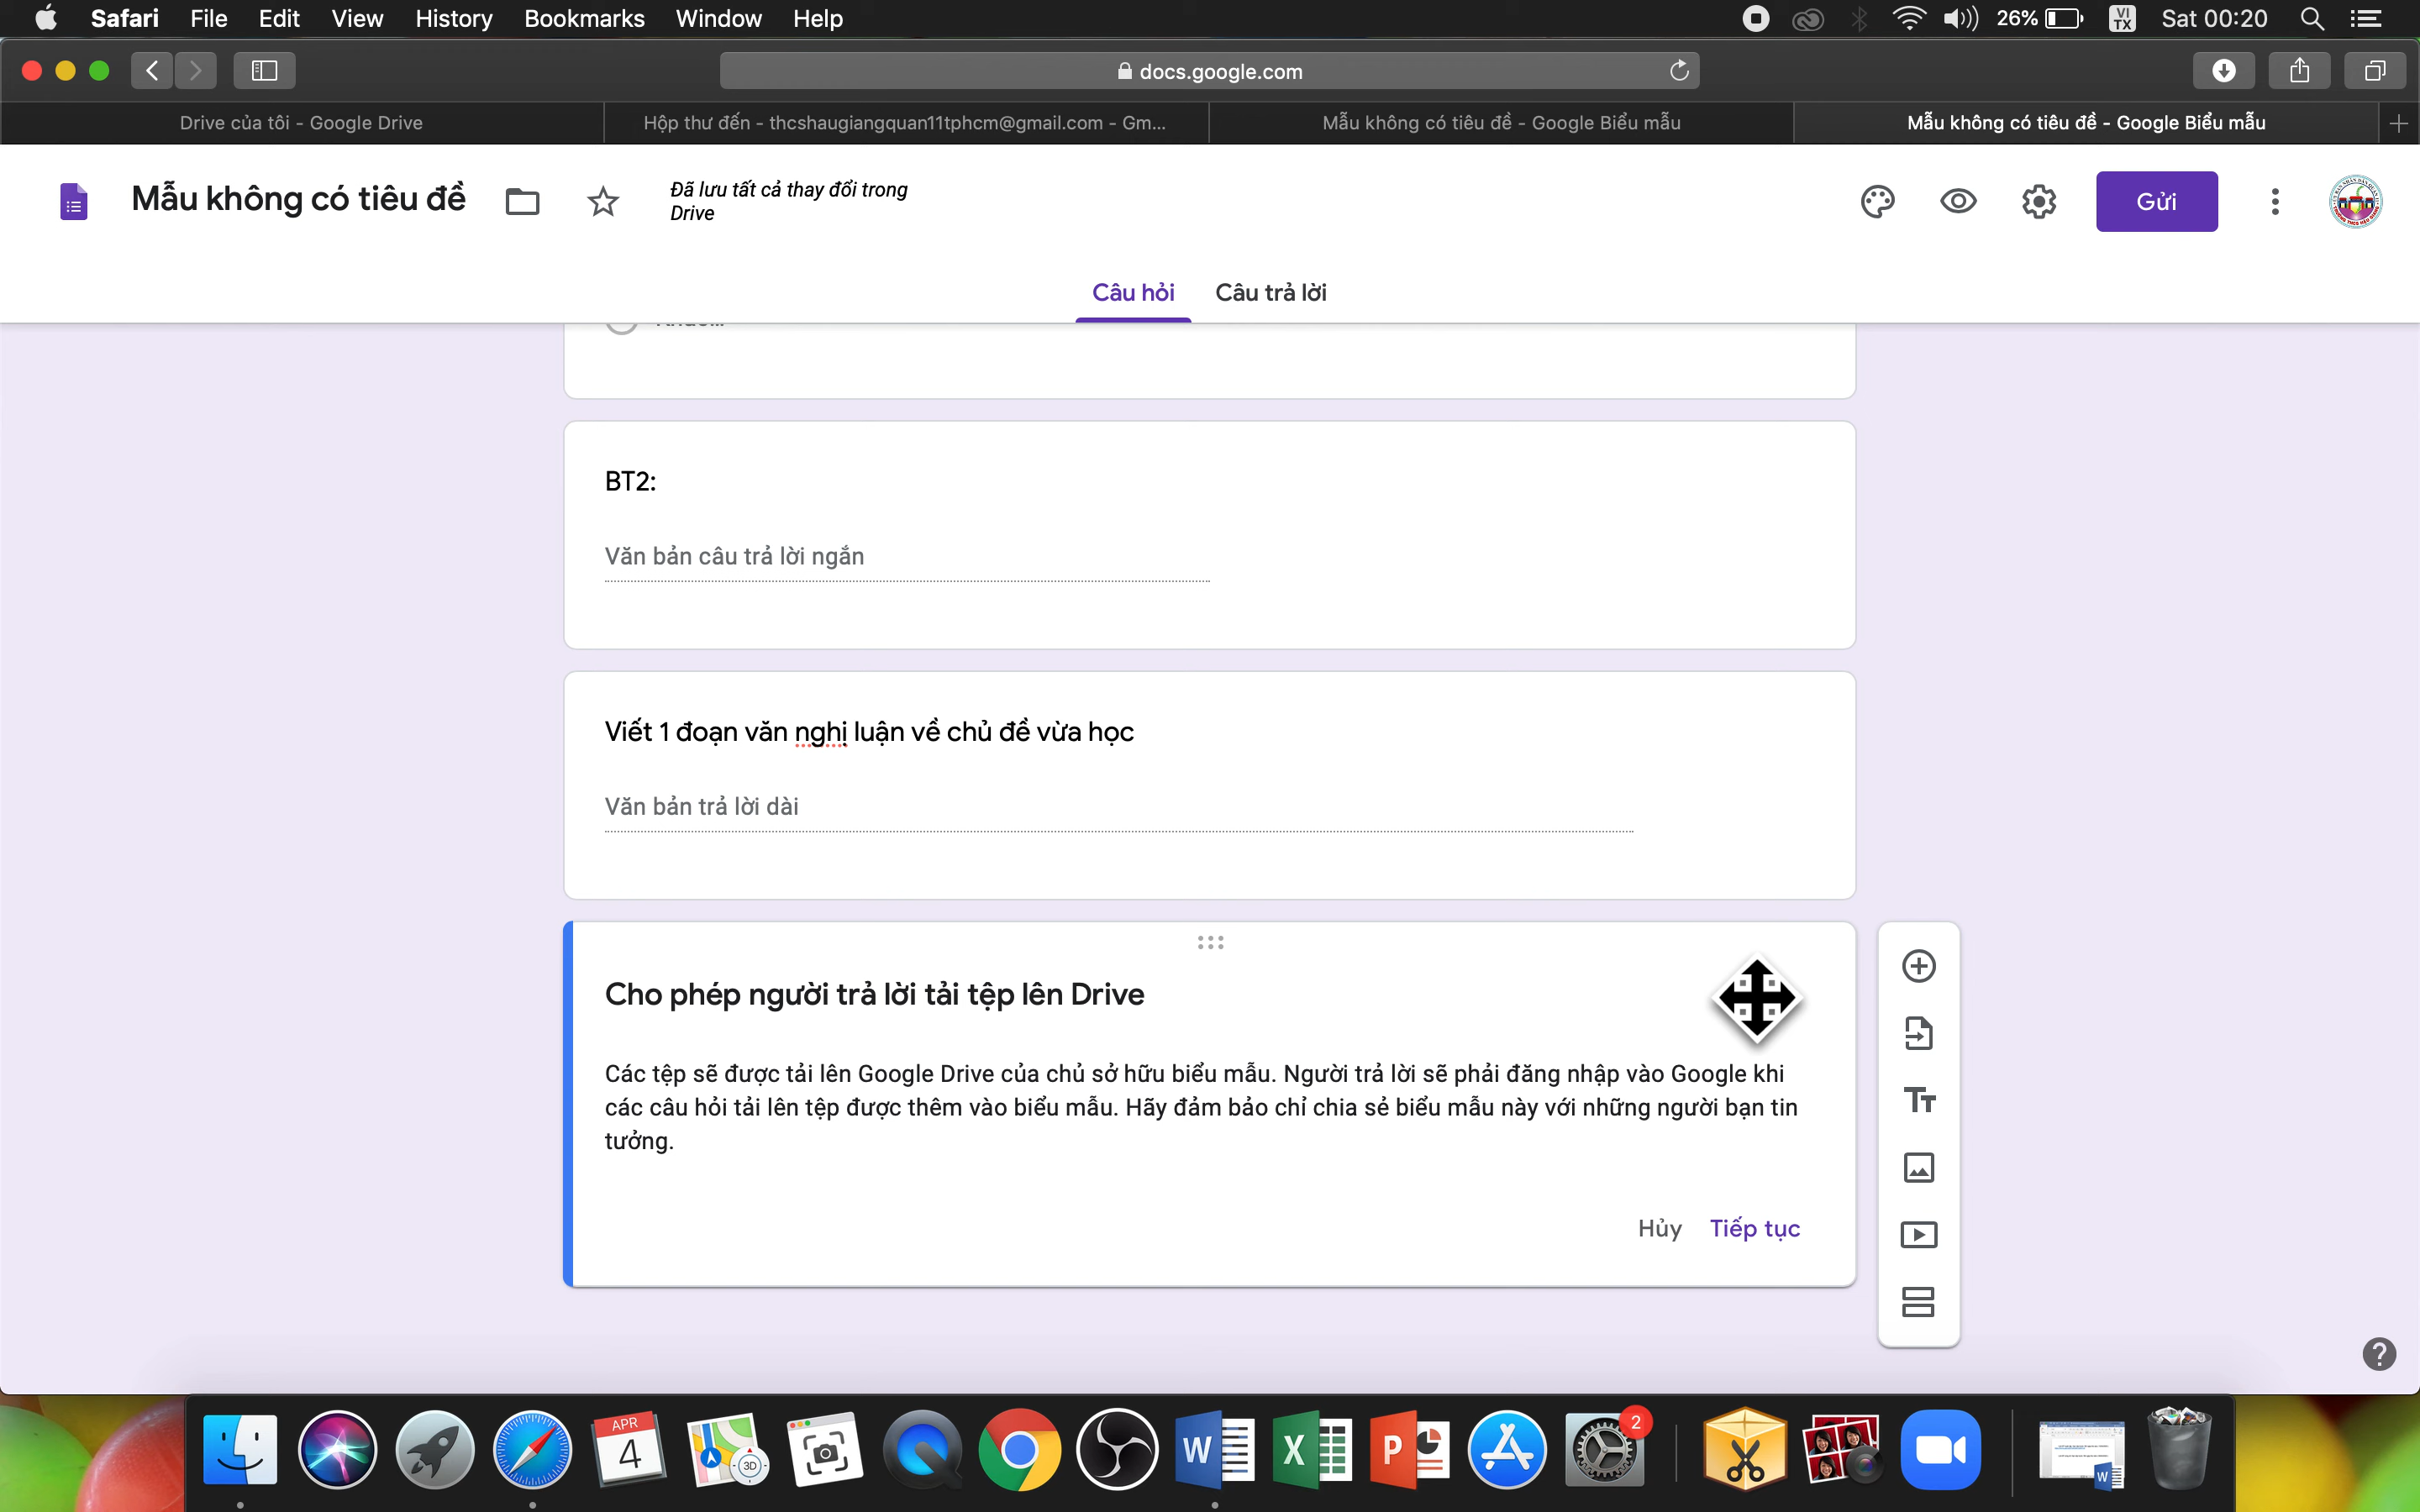 Safari File Edit View History Bookmarks Window Help 26% VI TX Sat 00:20
docs.google.com
Drive của tôi - Google Drive
Hộp thư đến - thcshaugiangquan11tphcm@gmail.com - Gm...
Mẫu không có tiêu đề - Google Biểu mẫu
Mẫu không có tiêu đề - Google Biểu mẫu
Mẫu không có tiêu đề
Đã lưu tất cả thay đổi trong
Drive
Gửi
Câu hỏi Câu trả lời
BT2:
Văn bản câu trả lời ngắn
Viết 1 đoạn văn nghị luận về chủ đề vừa học
Văn bản trả lời dài
Cho phép người trả lời tải tệp lên Drive
Các tệp sẽ được tải lên Google Drive của chủ sở hữu biểu mẫu. Người trả lời sẽ phải đăng nhập vào Google khi
các câu hỏi tải lên tệp được thêm vào biểu mẫu. Hãy đảm bảo chỉ chia sẻ biểu mẫu này với những người bạn tin
tưởng.
Hủy Tiếp tục
APR
4
3D
2